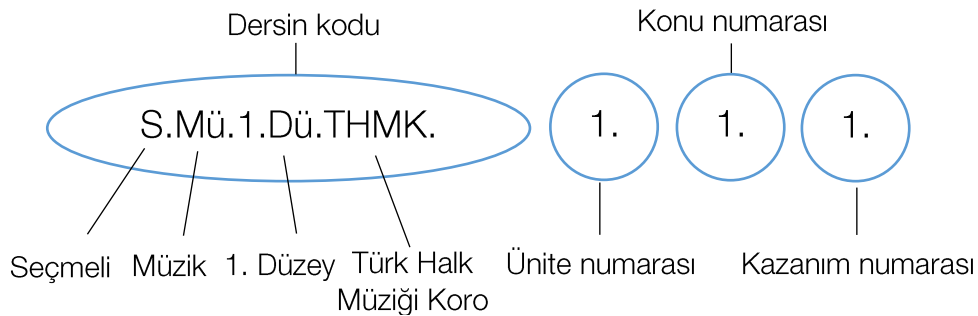 Dersin kodu
Konu numarası
S.Mü.1.Dü.THMK.
1.
1.
1.
Seçmeli
Müzik
1. Düzey
Türk Halk
Müziği Koro
Ünite numarası
Kazanım numarası